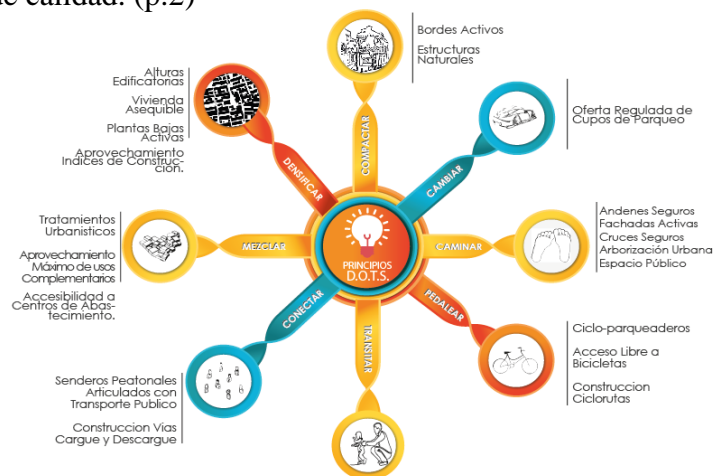 de calidad. (p.2)
Bordes Activos
Estructuras
Naturales
Alturas
Edificatorias
Vivienda
Asequible
Plantas Bajas
Activas
Aprovechamiento
Indices de Construc-
ción.
Oferta Regulada de
Cupos de Parqueo
COMPACTAR
DENSIFICAR
CAMBIAR
Tratamientos
Urbanisticos
Aprovechamiento
Máximo de usos
Complementarios
Accesibilidad a
Centros de Abas-
tecimiento.
MEZCLAR
PRINCIPIOS
D.O.T.S.
CAMINAR
Andenes Seguros
Fachadas Activas
Cruces Seguros
Arborización Urbana
Espacio Público
CONECTAR
TRANSITAR
PEDALEAR
Ciclo-parqueaderos
Acceso Libre a
Bicicletas
Construccion
Ciclorutas
Senderos Peatonales
Articulados con
Transporte Publico
Construccion Vias
Cargue y Descargue